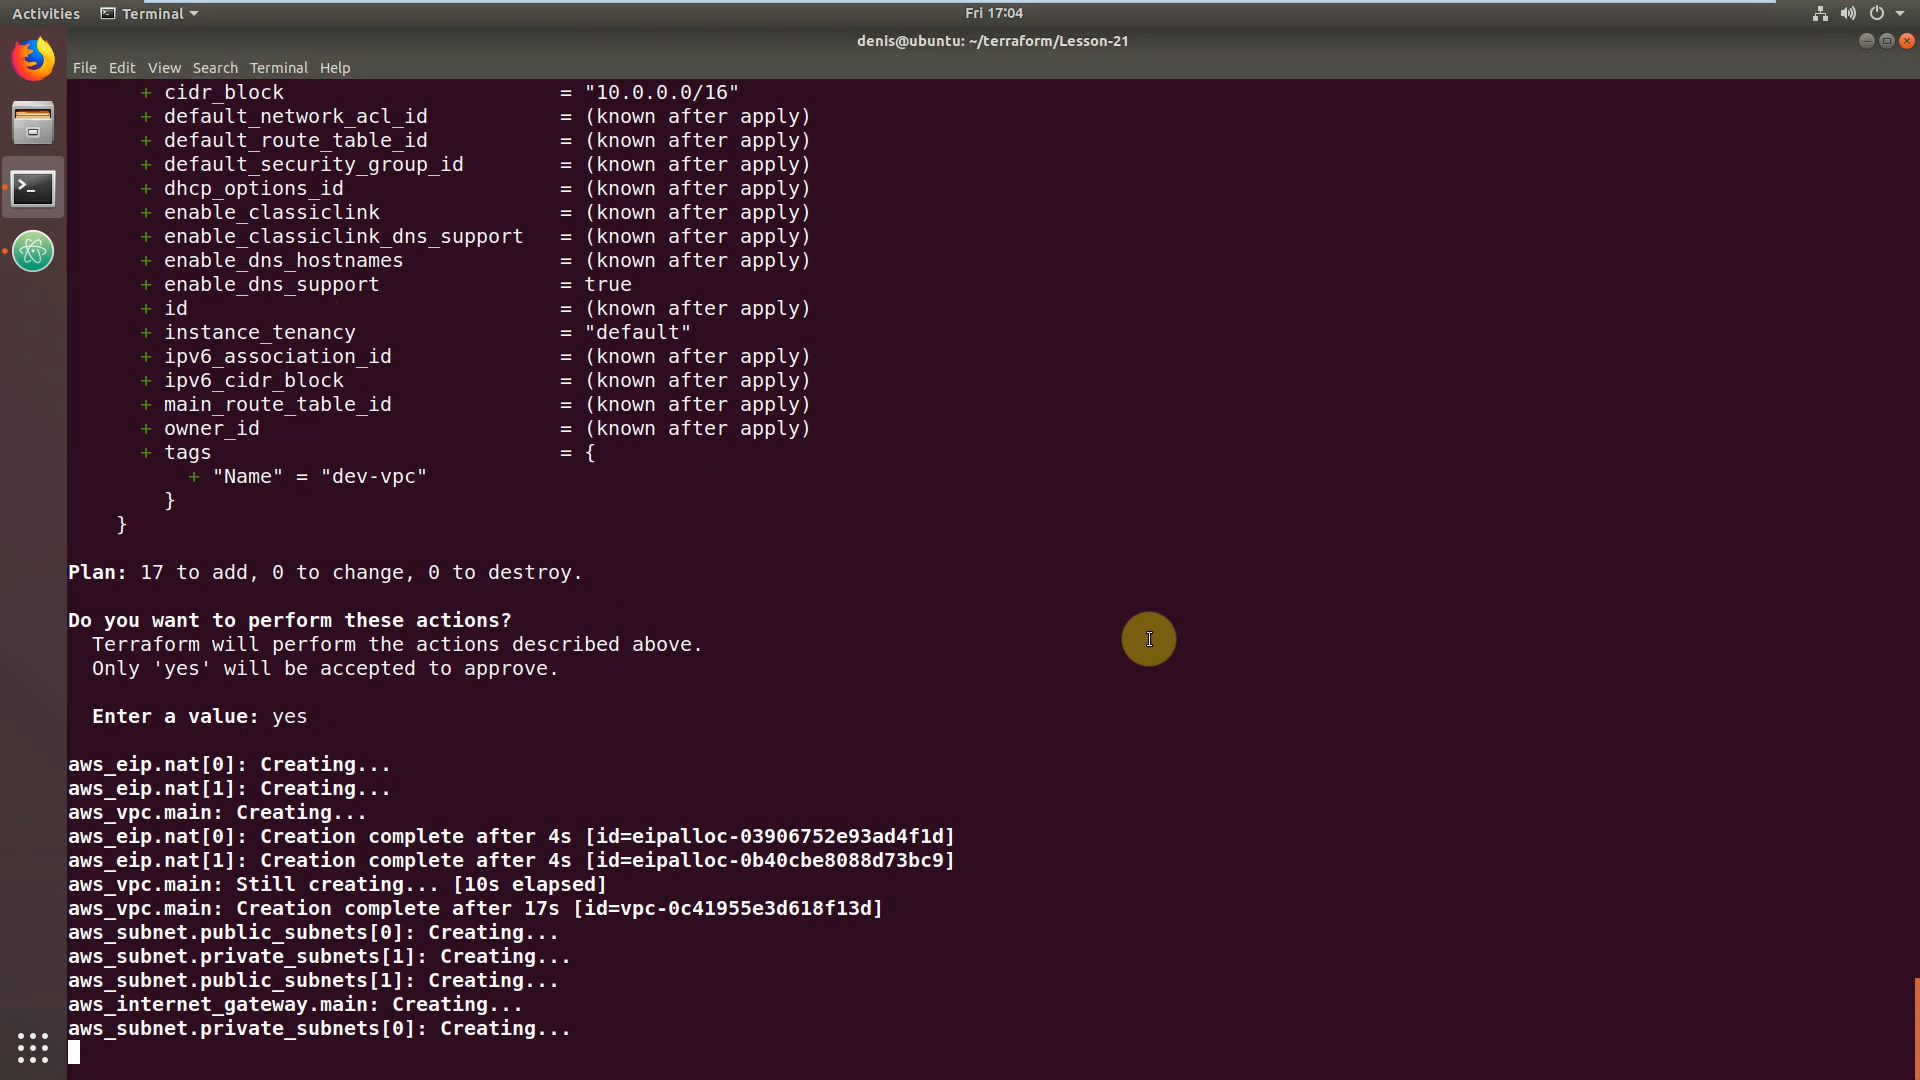 Activities Terminal Fri 17:04
denis@ubuntu: ~/terraform/Lesson-21
File Edit View Search Terminal Help
+ cidr_block = "10.0.0.0/16"
+ default_network_acl_id = (known after apply)
+ default_route_table_id = (known after apply)
+ default_security_group_id = (known after apply)
+ dhcp_options_id = (known after apply)
+ enable_classiclink = (known after apply)
+ enable_classiclink_dns_support = (known after apply)
+ enable_dns_hostnames = (known after apply)
+ enable_dns_support = true
+ id = (known after apply)
+ instance_tenancy = "default"
+ ipv6_association_id = (known after apply)
+ ipv6_cidr_block = (known after apply)
+ main_route_table_id = (known after apply)
+ owner_id = (known after apply)
+ tags = {
+ "Name" = "dev-vpc"
}
}
Plan: 17 to add, 0 to change, 0 to destroy.
Do you want to perform these actions?
Terraform will perform the actions described above.
Only 'yes' will be accepted to approve.
Enter a value: yes
aws_eip.nat[0]: Creating...
aws_eip.nat[1]: Creating...
aws_vpc.main: Creating...
aws_eip.nat[0]: Creation complete after 4s [id=eipalloc-03906752e93ad4f1d]
aws_eip.nat[1]: Creation complete after 4s [id=eipalloc-0b40cbe8088d73bc9]
aws_vpc.main: Still creating... [10s elapsed]
aws_vpc.main: Creation complete after 17s [id=vpc-0c41955e3d618f13d]
aws_subnet.public_subnets[0]: Creating...
aws_subnet.private_subnets[1]: Creating...
aws_subnet.public_subnets[1]: Creating...
aws_internet_gateway.main: Creating...
aws_subnet.private_subnets[0]: Creating...